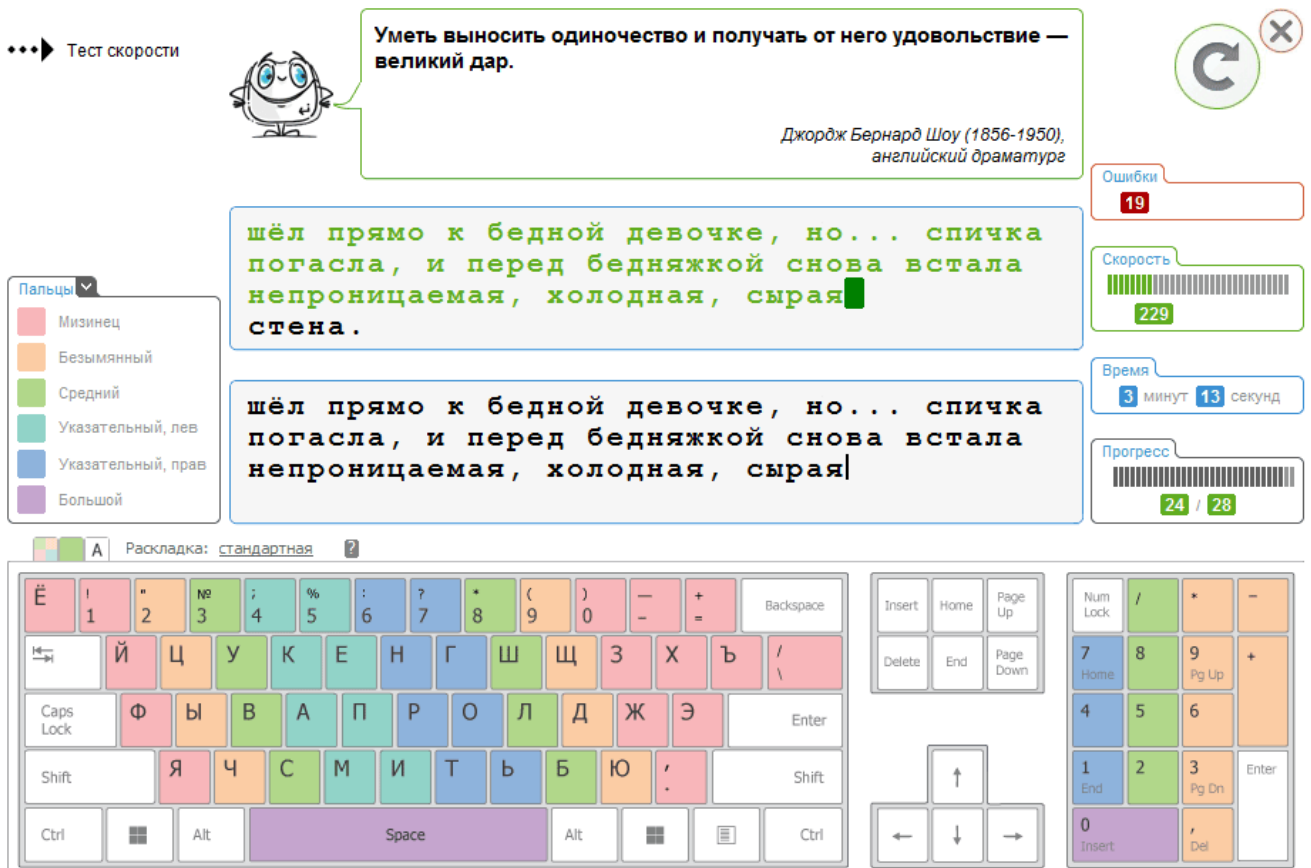 Тест скорости
Уметь выносить одиночество и получать от него удовольствие —
великий дар.
Джордж Бернард Шоу (1856-1950),
английский драматург
Ошибки
19
шёл прямо к бедной девочке, но... спичка
погасла, и перед бедняжкой снова встала
непроницаемая, холодная, сырая
стена.
Скорость
229
Пальцы
Мизинец
Безымянный
Средний
Указательный, лев
Указательный, прав
Большой
шёл прямо к бедной девочке, но... спичка
погасла, и перед бедняжкой снова встала
непроницаемая, холодная, сырая
Время
3 минут 13 секунд
Прогресс
24 / 28
А Раскладка: стандартная ?
Ё ! 1 " 2 № 3 ; 4 % 5 : 6 ? 7 * 8 ( 9 ) 0 — - + = Backspace
Й Ц У К Е Н Г Ш Щ З Х Ъ / \
Caps Lock Ф Ы В А П Р О Л Д Ж Э Enter
Shift Я Ч С М И Т Ь Б Ю , . Shift
Ctrl Alt Space Alt Ctrl
Insert Home Page Up
Delete End Page Down
Num Lock / * −
7 Home 8 9 Pg Up +
4 5 6
1 End 2 3 Pg Dn Enter
0 Insert , Del